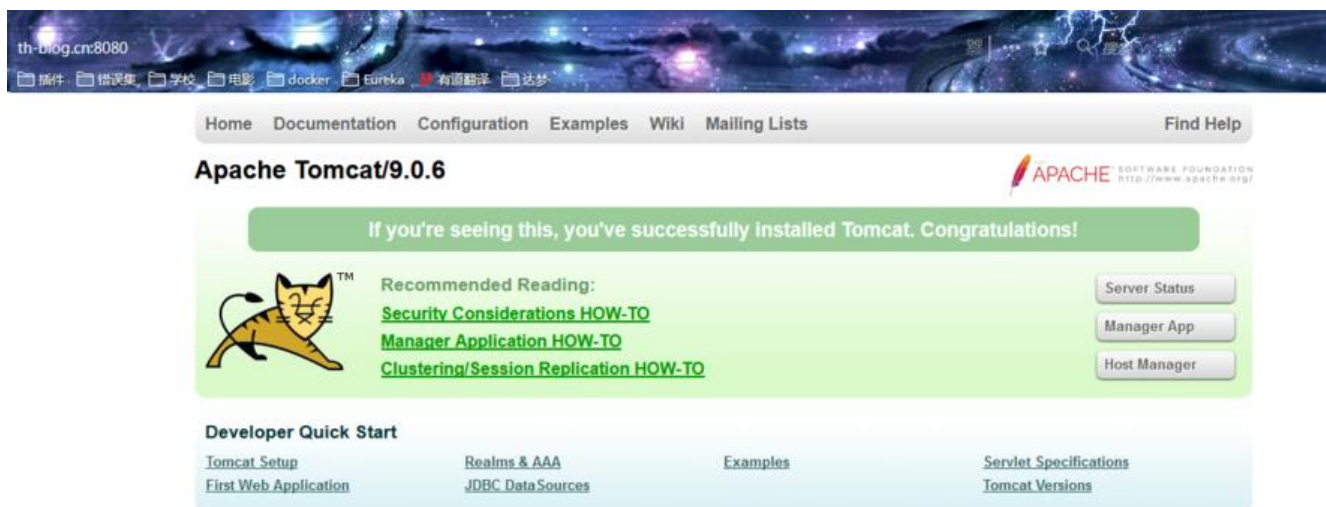 th-blog.cn:8080
搜索
插件 错误集 学校 电影 docker Eureka 有道翻译 达梦
Home Documentation Configuration Examples Wiki Mailing Lists Find Help
Apache Tomcat/9.0.6
APACHE SOFTWARE FOUNDATION
http://www.apache.org/
If you're seeing this, you've successfully installed Tomcat. Congratulations!
TM
Recommended Reading:
Security Considerations HOW-TO
Manager Application HOW-TO
Clustering/Session Replication HOW-TO
Server Status
Manager App
Host Manager
Developer Quick Start
Tomcat Setup Realms & AAA Examples Servlet Specifications
First Web Application JDBC DataSources Tomcat Versions